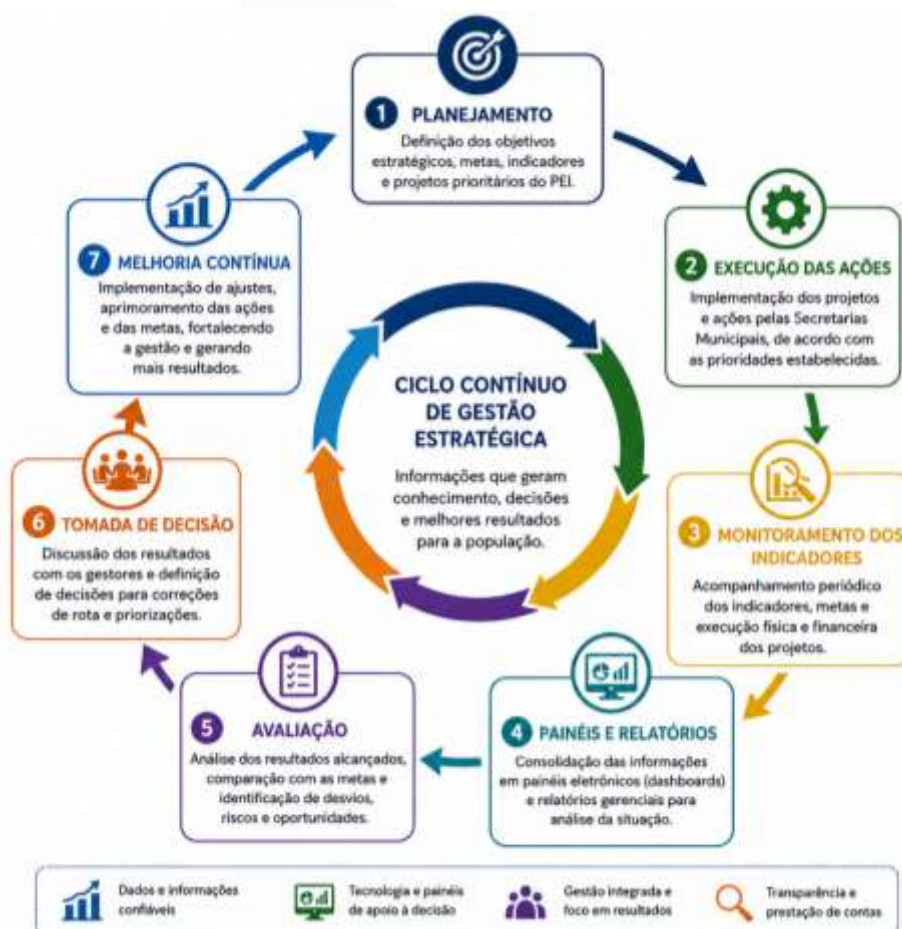 1 PLANEJAMENTO
Definição dos objetivos
estratégicos, metas, indicadores
e projetos prioritários do PEI.
2 EXECUÇÃO DAS AÇÕES
Implementação dos projetos
e ações pelas Secretarias
Municipais, de acordo com
as prioridades estabelecidas.
3 MONITORAMENTO DOS
INDICADORES
Acompanhamento periódico
dos indicadores, metas e
execução física e financeira
dos projetos.
4 PAINÉIS E RELATÓRIOS
Consolidação das informações
em painéis eletrônicos (dashboards)
e relatórios gerenciais para
análise da situação.
5 AVALIAÇÃO
Análise dos resultados alcançados,
comparação com as metas e
identificação de desvios,
riscos e oportunidades.
6 TOMADA DE DECISÃO
Discussão dos resultados
com os gestores e definição
de decisões para correções
de rota e priorizações.
7 MELHORIA CONTÍNUA
Implementação de ajustes,
aprimoramento das ações
e das metas, fortalecendo
a gestão e gerando
mais resultados.
CICLO CONTÍNUO
DE GESTÃO
ESTRATÉGICA
Informações que geram
conhecimento, decisões
e melhores resultados
para a população.
Dados e informações
confiáveis
Tecnologia e painéis
de apoio à decisão
Gestão integrada e
foco em resultados
Transparência e
prestação de contas